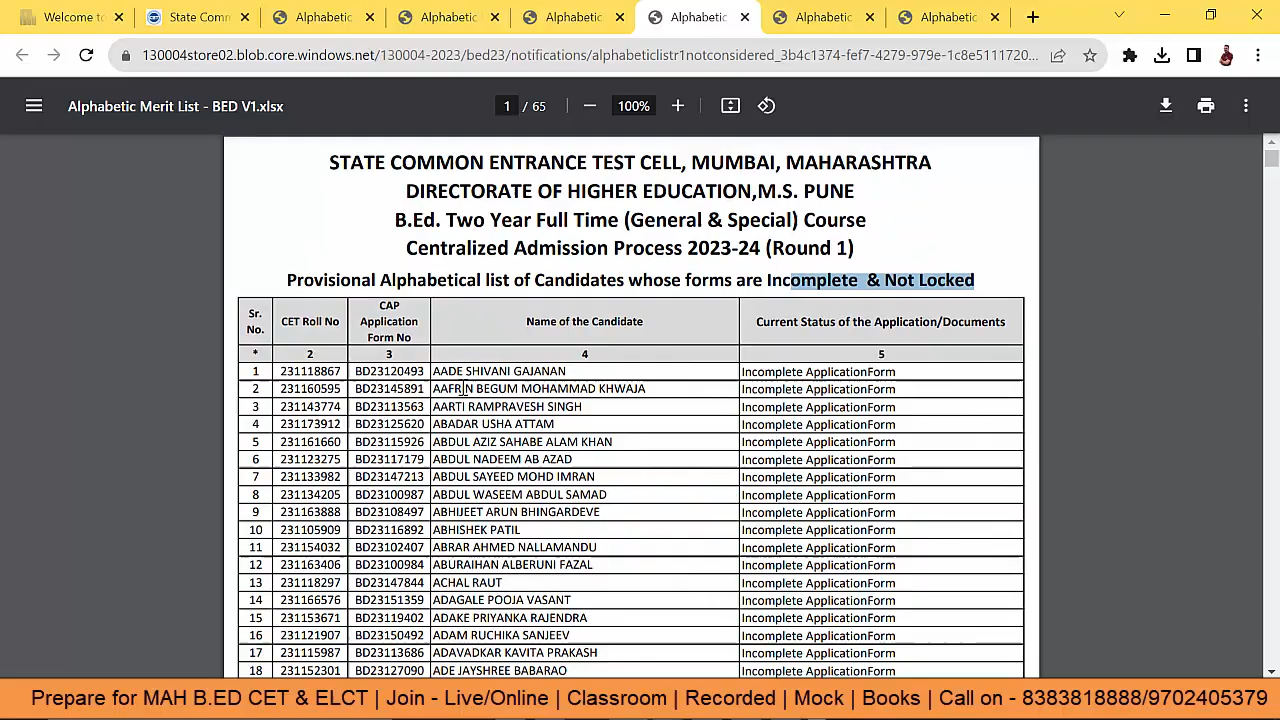 Welcome to
State Comm
Alphabetic
Alphabetic
Alphabetic
Alphabetic
Alphabetic
Alphabetic
130004store02.blob.core.windows.net/130004-2023/bed23/notifications/alphabeticlistr1notconsidered_3b4c1374-fef7-4279-979e-1c8e5111720...
Alphabetic Merit List - BED V1.xlsx
1 / 65
100%
STATE COMMON ENTRANCE TEST CELL, MUMBAI, MAHARASHTRA
DIRECTORATE OF HIGHER EDUCATION,M.S. PUNE
B.Ed. Two Year Full Time (General & Special) Course
Centralized Admission Process 2023-24 (Round 1)
Provisional Alphabetical list of Candidates whose forms are Incomplete & Not Locked
Sr. No. CET Roll No CAP Application Form No Name of the Candidate Current Status of the Application/Documents
* 2 3 4 5
1 231118867 BD23120493 AADE SHIVANI GAJANAN Incomplete ApplicationForm
2 231160595 BD23145891 AAFRIN BEGUM MOHAMMAD KHWAJA Incomplete ApplicationForm
3 231143774 BD23113563 AARTI RAMPRAVESH SINGH Incomplete ApplicationForm
4 231173912 BD23125620 ABADAR USHA ATTAM Incomplete ApplicationForm
5 231161660 BD23115926 ABDUL AZIZ SAHABE ALAM KHAN Incomplete ApplicationForm
6 231123275 BD23117179 ABDUL NADEEM AB AZAD Incomplete ApplicationForm
7 231133982 BD23147213 ABDUL SAYEED MOHD IMRAN Incomplete ApplicationForm
8 231134205 BD23100987 ABDUL WASEEM ABDUL SAMAD Incomplete ApplicationForm
9 231163888 BD23108497 ABHIJEET ARUN BHINGARDEVE Incomplete ApplicationForm
10 231105909 BD23116892 ABHISHEK PATIL Incomplete ApplicationForm
11 231154032 BD23102407 ABRAR AHMED NALLAMANDU Incomplete ApplicationForm
12 231163406 BD23100984 ABURAIHAN ALBERUNI FAZAL Incomplete ApplicationForm
13 231118297 BD23147844 ACHAL RAUT Incomplete ApplicationForm
14 231166576 BD23151359 ADAGALE POOJA VASANT Incomplete ApplicationForm
15 231153671 BD23119402 ADAKE PRIYANKA RAJENDRA Incomplete ApplicationForm
16 231121907 BD23150492 ADAM RUCHIKA SANJEEV Incomplete ApplicationForm
17 231115987 BD23113686 ADAVADKAR KAVITA PRAKASH Incomplete ApplicationForm
18 231152301 BD23127090 ADE JAYSHREE BABARAO Incomplete ApplicationForm
Prepare for MAH B.ED CET & ELCT | Join - Live/Online | Classroom | Recorded | Mock | Books | Call on - 8383818888/9702405379